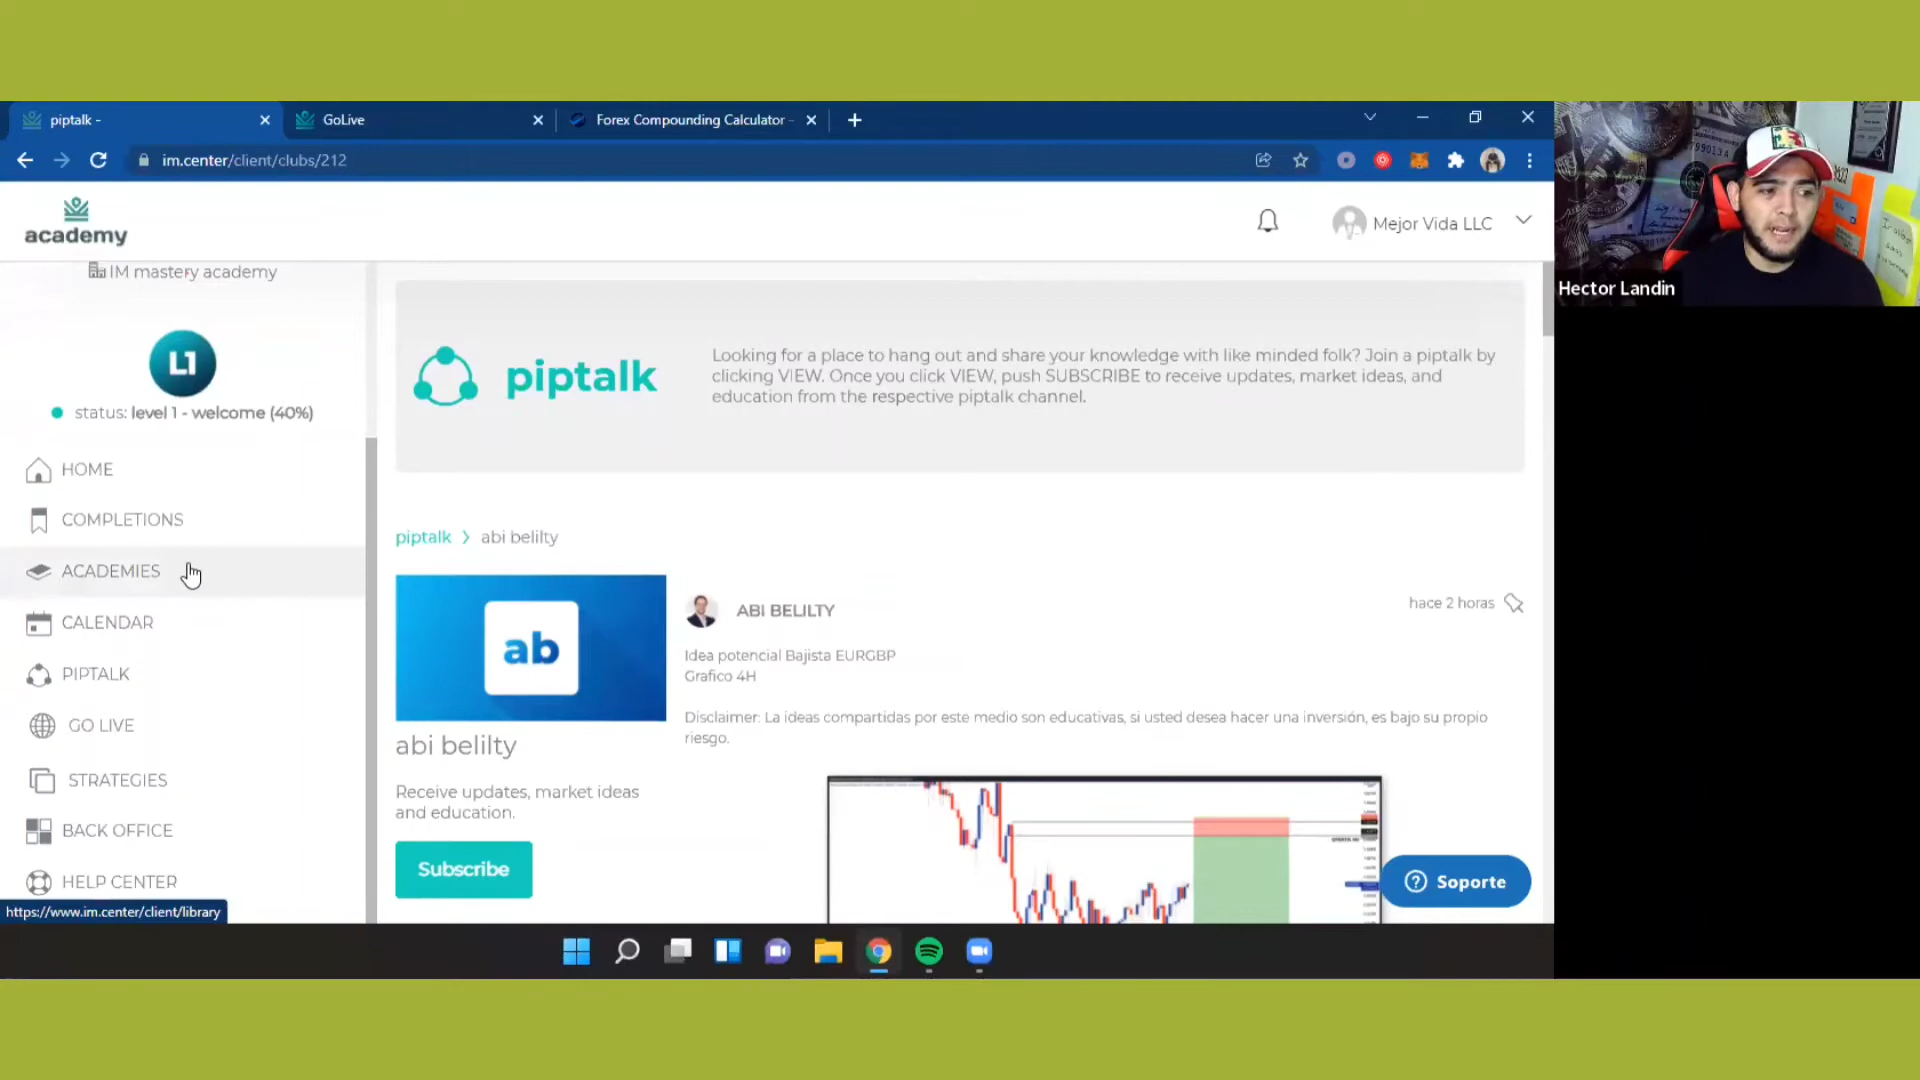 piptalk -
GoLive
Forex Compounding Calculator -
im.center/client/clubs/212
academy
Mejor Vida LLC
Hector Landin
IM mastery academy
L1
status: level 1 - welcome (40%)
HOME
COMPLETIONS
ACADEMIES
CALENDAR
PIPTALK
GO LIVE
STRATEGIES
BACK OFFICE
HELP CENTER
https://www.im.center/client/library
piptalk
Looking for a place to hang out and share your knowledge with like minded folk? Join a piptalk by
clicking VIEW. Once you click VIEW, push SUBSCRIBE to receive updates, market ideas, and
education from the respective piptalk channel.
piptalk > abi belilty
ab
abi belilty
Receive updates, market ideas
and education.
Subscribe
ABI BELILTY
hace 2 horas
Idea potencial Bajista EURGBP
Grafico 4H
Disclaimer: La ideas compartidas por este medio son educativas, si usted desea hacer una inversión, es bajo su propio
riesgo.
Soporte